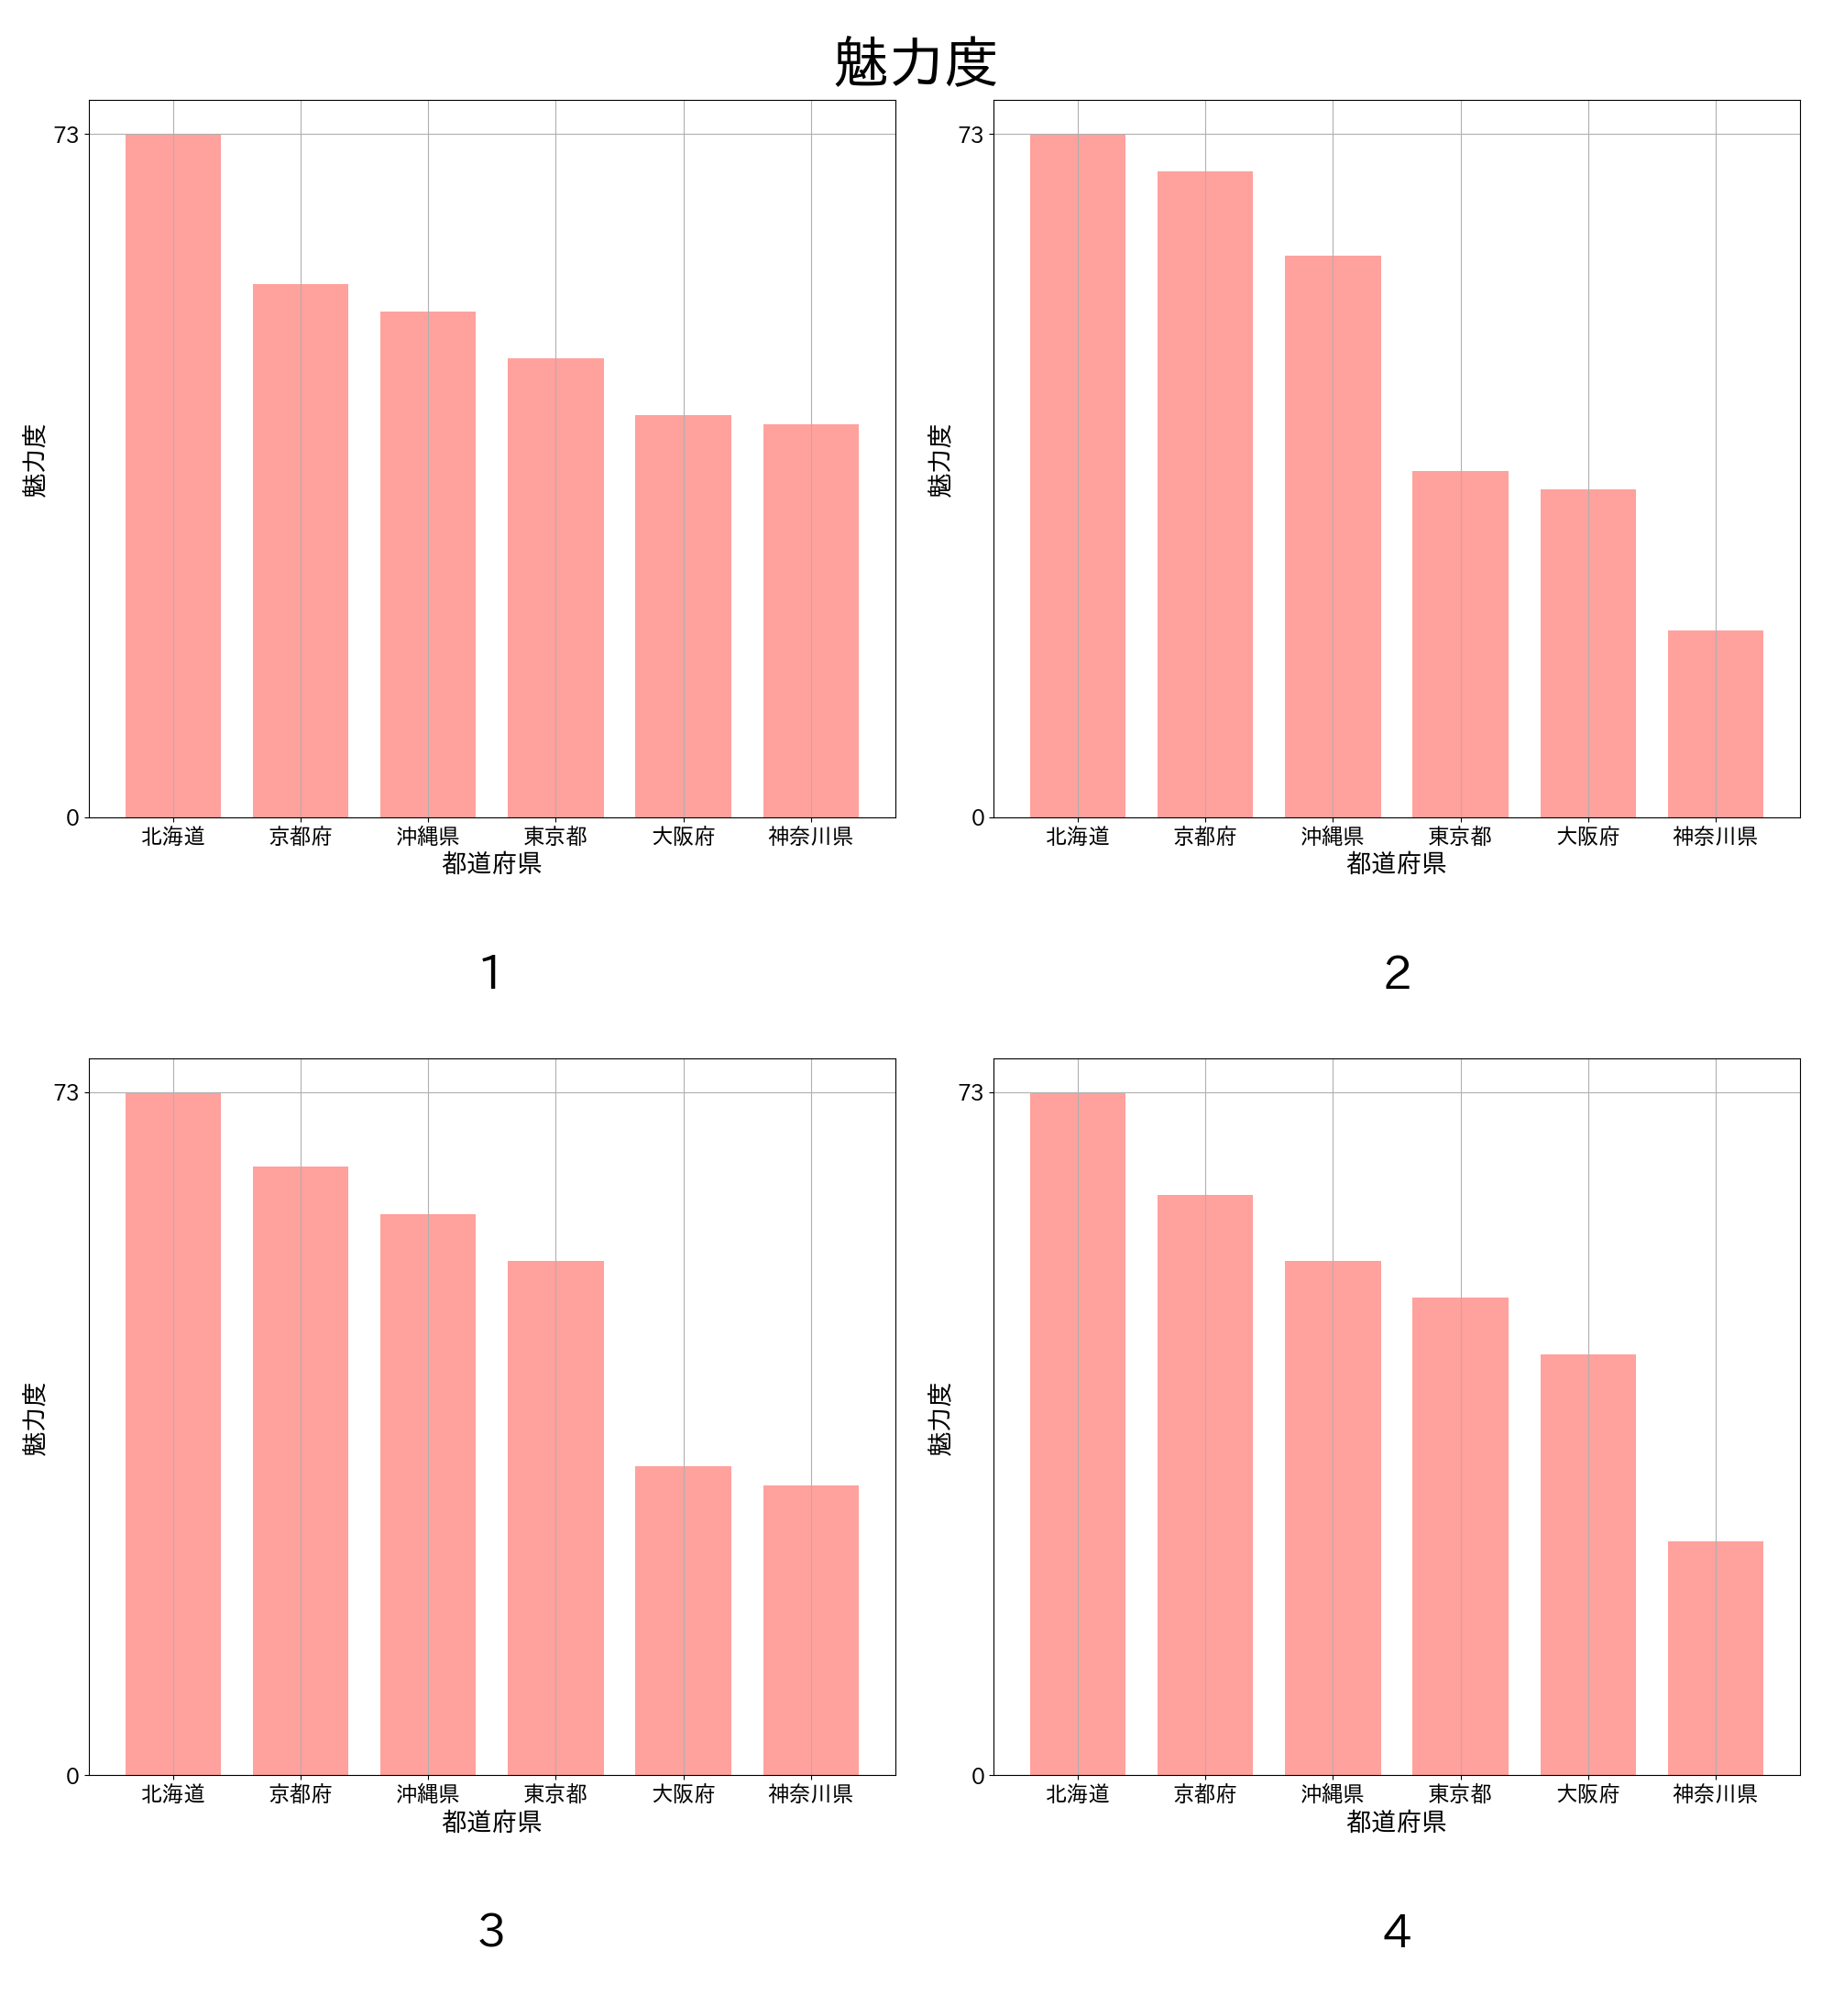 魅力度
73
0
魅力度
北海道 京都府 沖縄県 東京都 大阪府 神奈川県
都道府県
1
73
0
魅力度
北海道 京都府 沖縄県 東京都 大阪府 神奈川県
都道府県
2
73
0
魅力度
北海道 京都府 沖縄県 東京都 大阪府 神奈川県
都道府県
3
73
0
魅力度
北海道 京都府 沖縄県 東京都 大阪府 神奈川県
都道府県
4